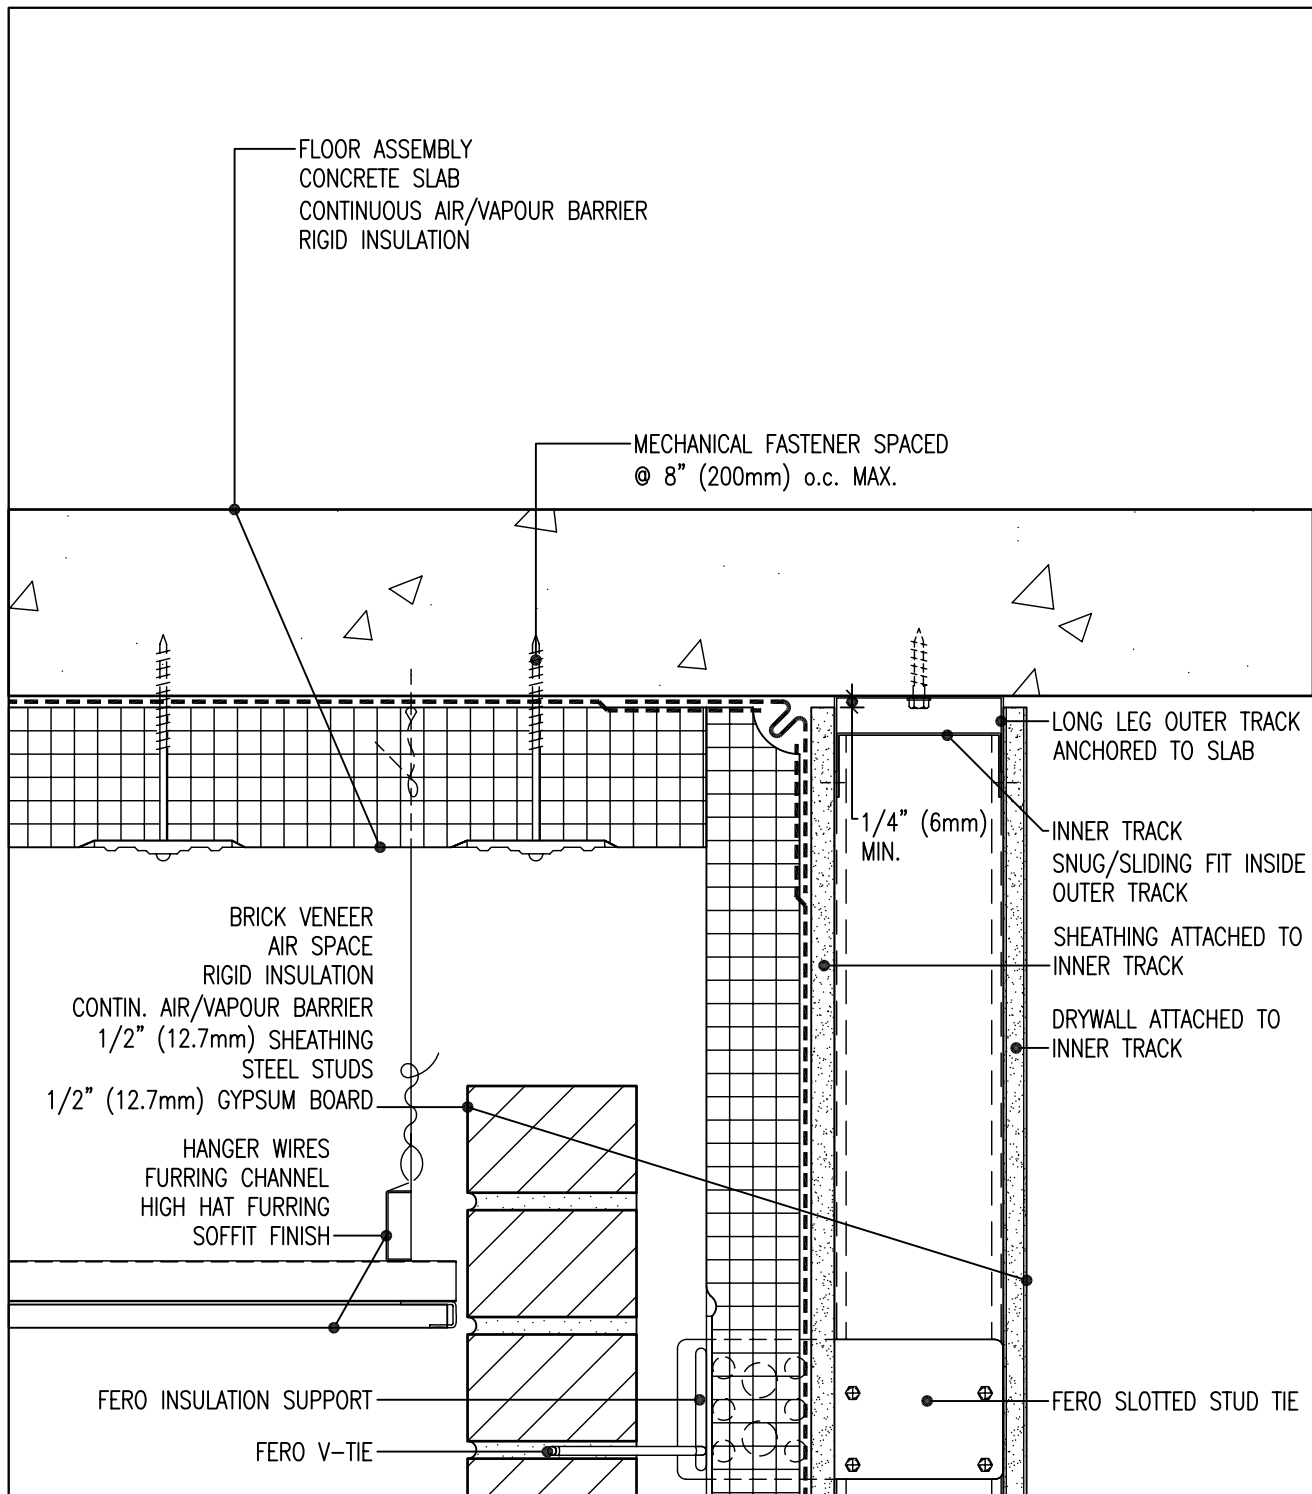 FLOOR ASSEMBLY
CONCRETE SLAB
CONTINUOUS AIR/VAPOUR BARRIER
RIGID INSULATION
MECHANICAL FASTENER SPACED
@ 8" (200mm) o.c. MAX.
LONG LEG OUTER TRACK
ANCHORED TO SLAB
1/4" (6mm)
MIN.
INNER TRACK
SNUG/SLIDING FIT INSIDE
OUTER TRACK
SHEATHING ATTACHED TO
INNER TRACK
DRYWALL ATTACHED TO
INNER TRACK
BRICK VENEER
AIR SPACE
RIGID INSULATION
CONTIN. AIR/VAPOUR BARRIER
1/2" (12.7mm) SHEATHING
STEEL STUDS
1/2" (12.7mm) GYPSUM BOARD
HANGER WIRES
FURRING CHANNEL
HIGH HAT FURRING
SOFFIT FINISH
FERO INSULATION SUPPORT
FERO V-TIE
FERO SLOTTED STUD TIE